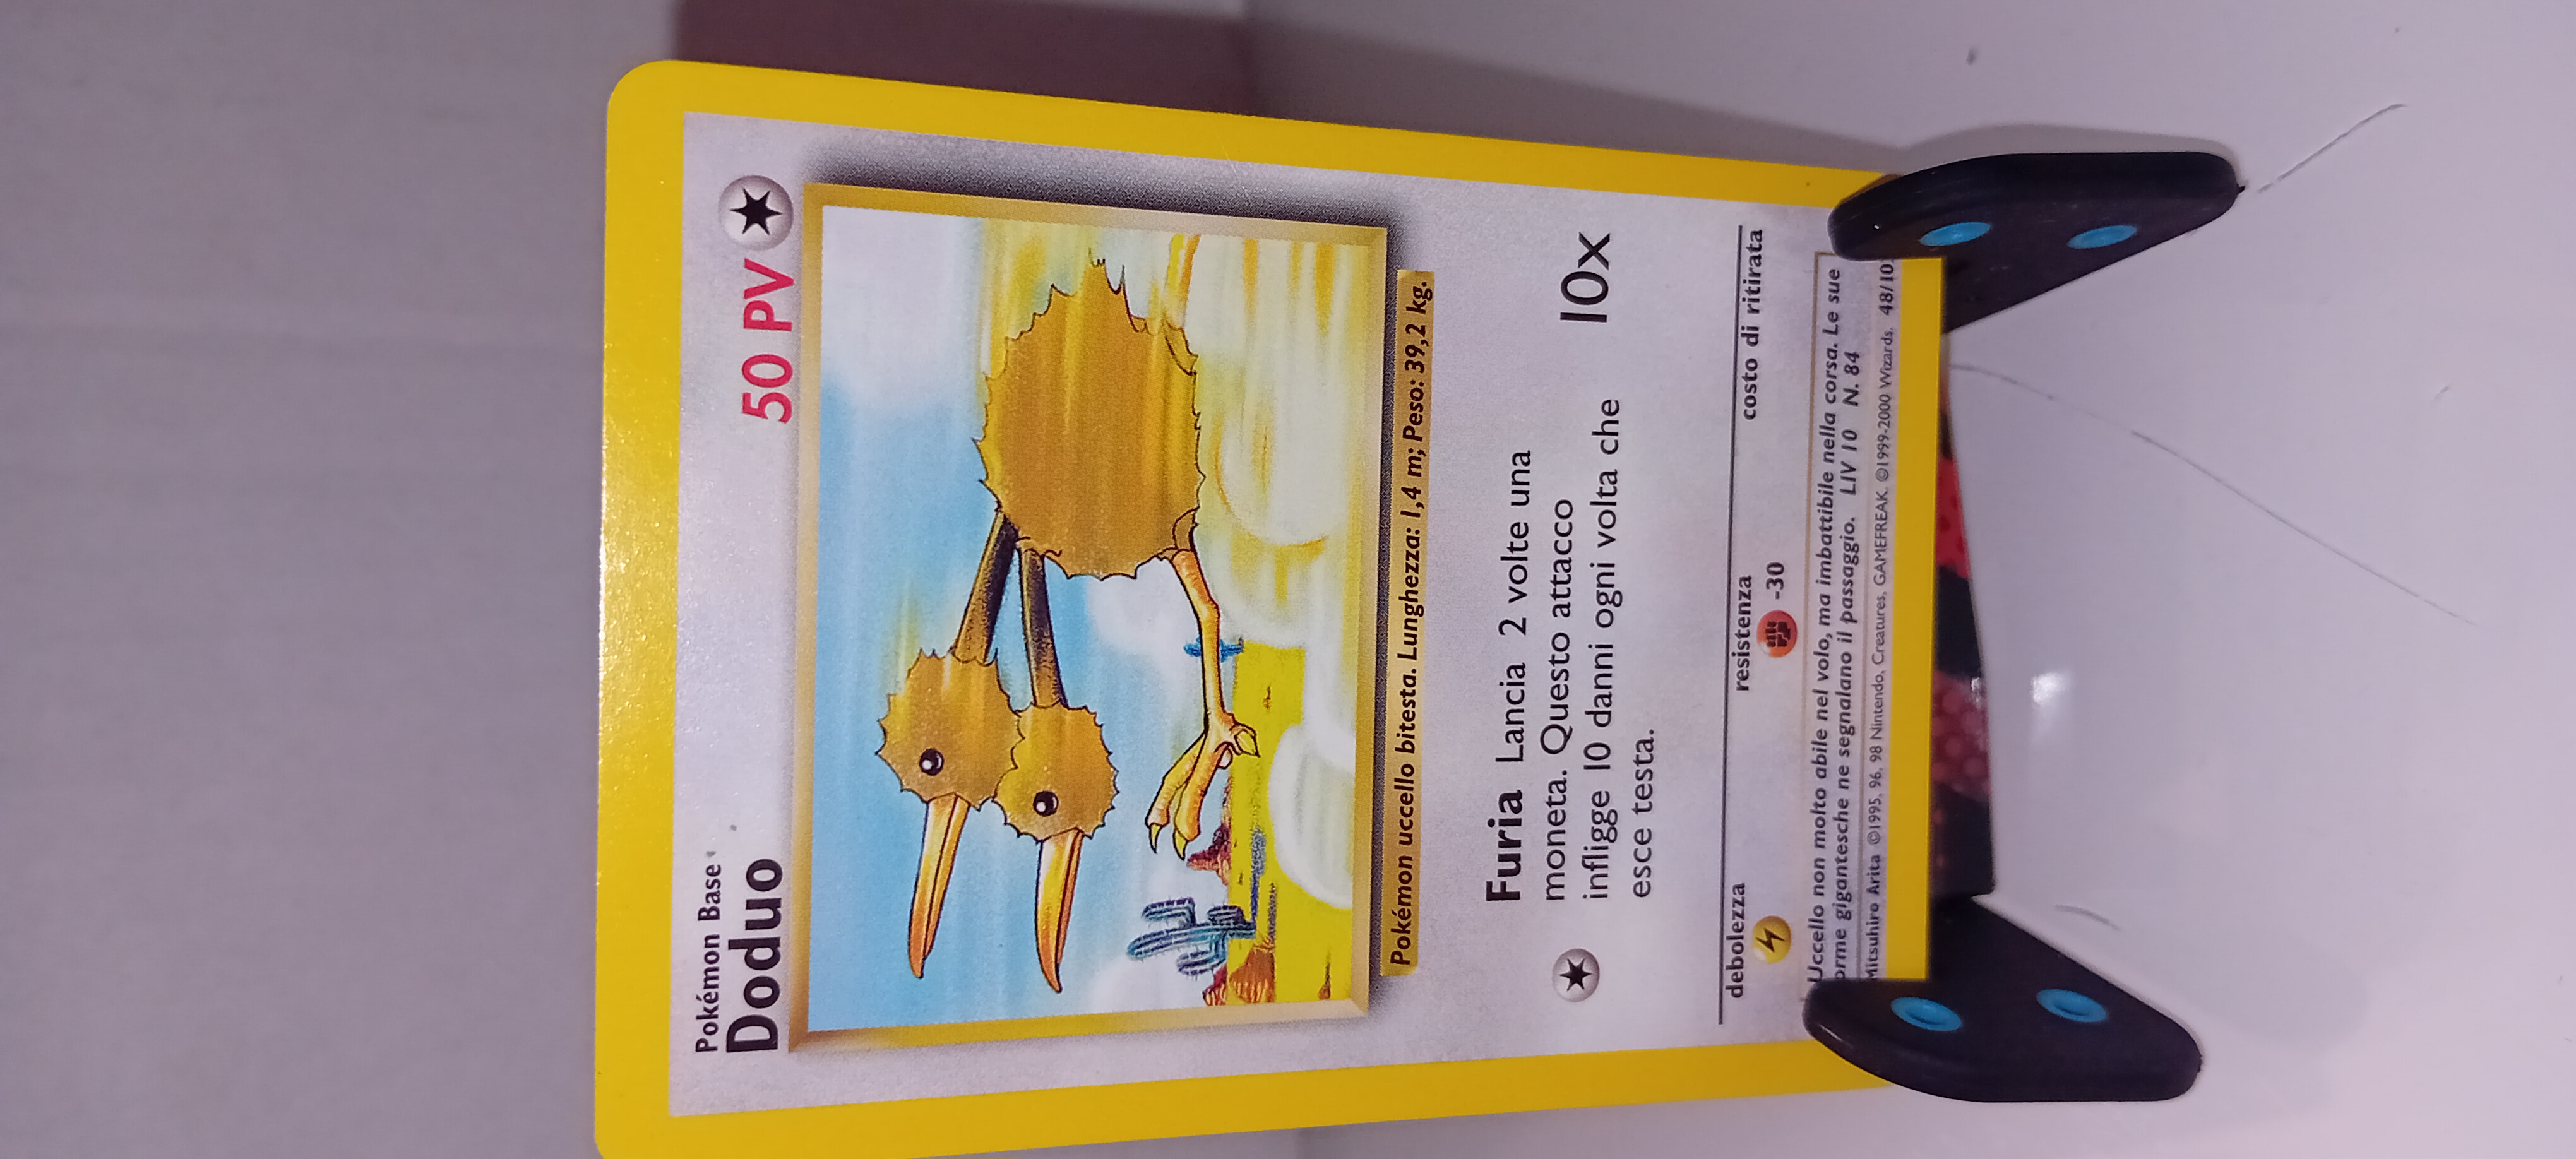 Pokémon Base
Doduo
50 PV
Pokémon uccello bitesta. Lunghezza: 1,4 m; Peso: 39,2 kg.
Furia Lancia 2 volte una
moneta. Questo attacco
infligge 10 danni ogni volta che
esce testa.
10x
debolezza
resistenza
costo di ritirata
-30
Uccello non molto abile nel volo, ma imbattibile nella corsa. Le sue
orme gigantesche ne segnalano il passaggio. LIV 10 N. 84
Mitsuhiro Arita ©1995, 96, 98 Nintendo, Creatures, GAMEFREAK. ©1999-2000 Wizards. 48/10